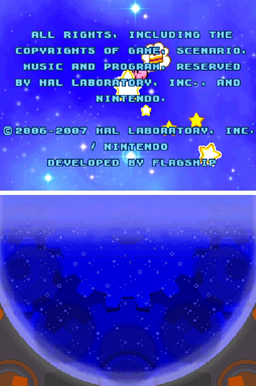 ALL RIGHTS, INCLUDING THE
COPYRIGHTS OF GAME, SCENARIO,
MUSIC AND PROGRAM, RESERVED
BY HAL LABORATORY, INC., AND
NINTENDO.
©2006-2007 HAL LABORATORY, INC.
/ NINTENDO
DEVELOPED BY FLAGSHIP